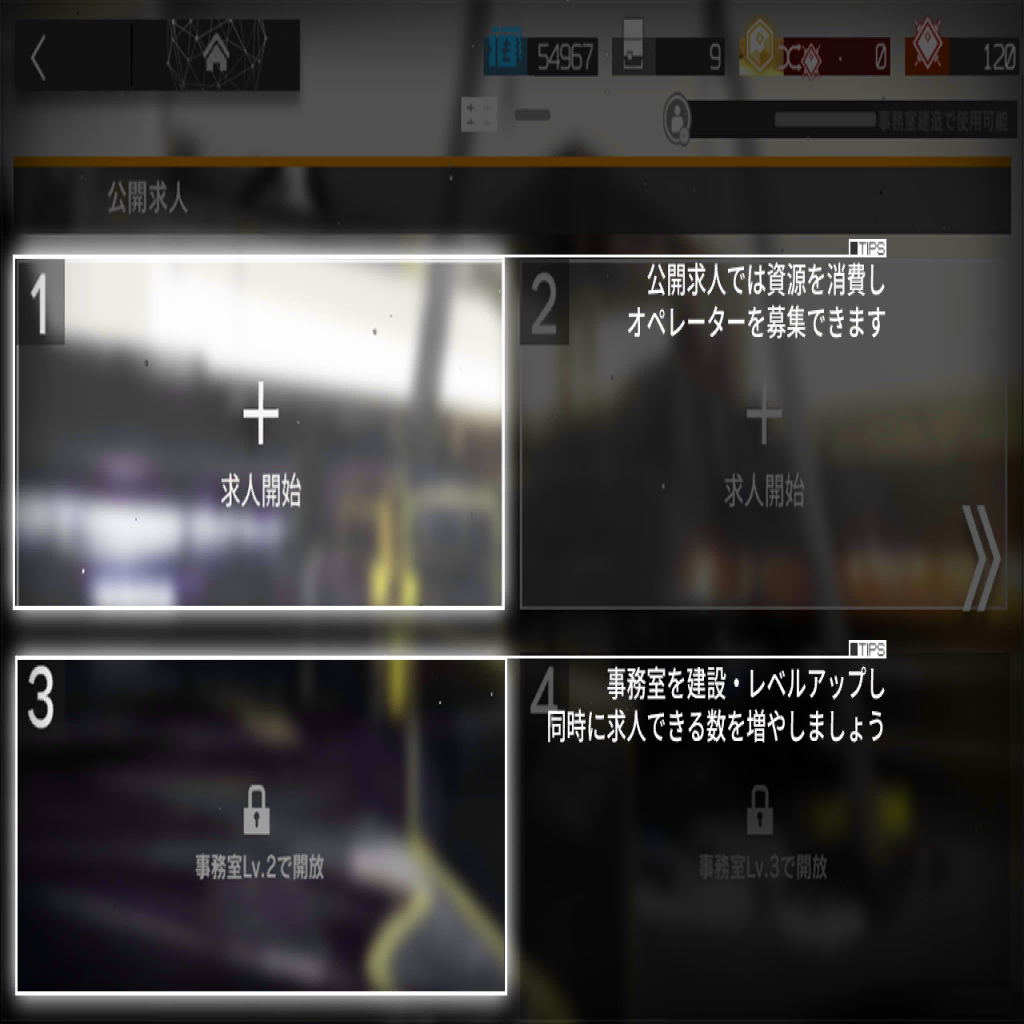 54967
9
0
120
事務室建造で使用可能
公開求人
TIPS
1
2
公開求人では資源を消費し
オペレーターを募集できます
求人開始
求人開始
TIPS
3
4
事務室を建設・レベルアップし
同時に求人できる数を増やしましょう
事務室Lv.2で開放
事務室Lv.3で開放